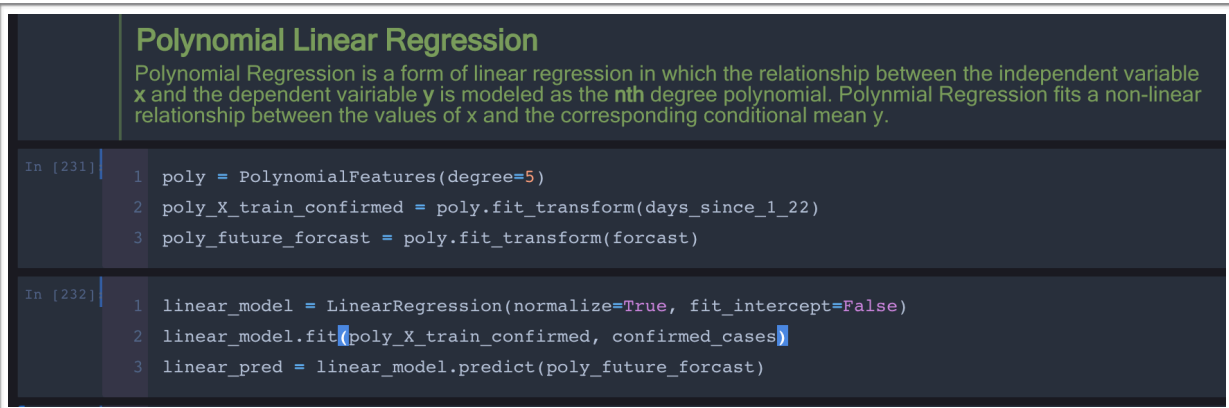 Polynomial Linear Regression
Polynomial Regression is a form of linear regression in which the relationship between the independent variable
x and the dependent vairiable y is modeled as the nth degree polynomial. Polynmial Regression fits a non-linear
relationship between the values of x and the corresponding conditional mean y.
In [231]:
1 poly = PolynomialFeatures(degree=5)
2 poly_X_train_confirmed = poly.fit_transform(days_since_1_22)
3 poly_future_forcast = poly.fit_transform(forcast)
In [232]:
1 linear_model = LinearRegression(normalize=True, fit_intercept=False)
2 linear_model.fit(poly_X_train_confirmed, confirmed_cases)
3 linear_pred = linear_model.predict(poly_future_forcast)